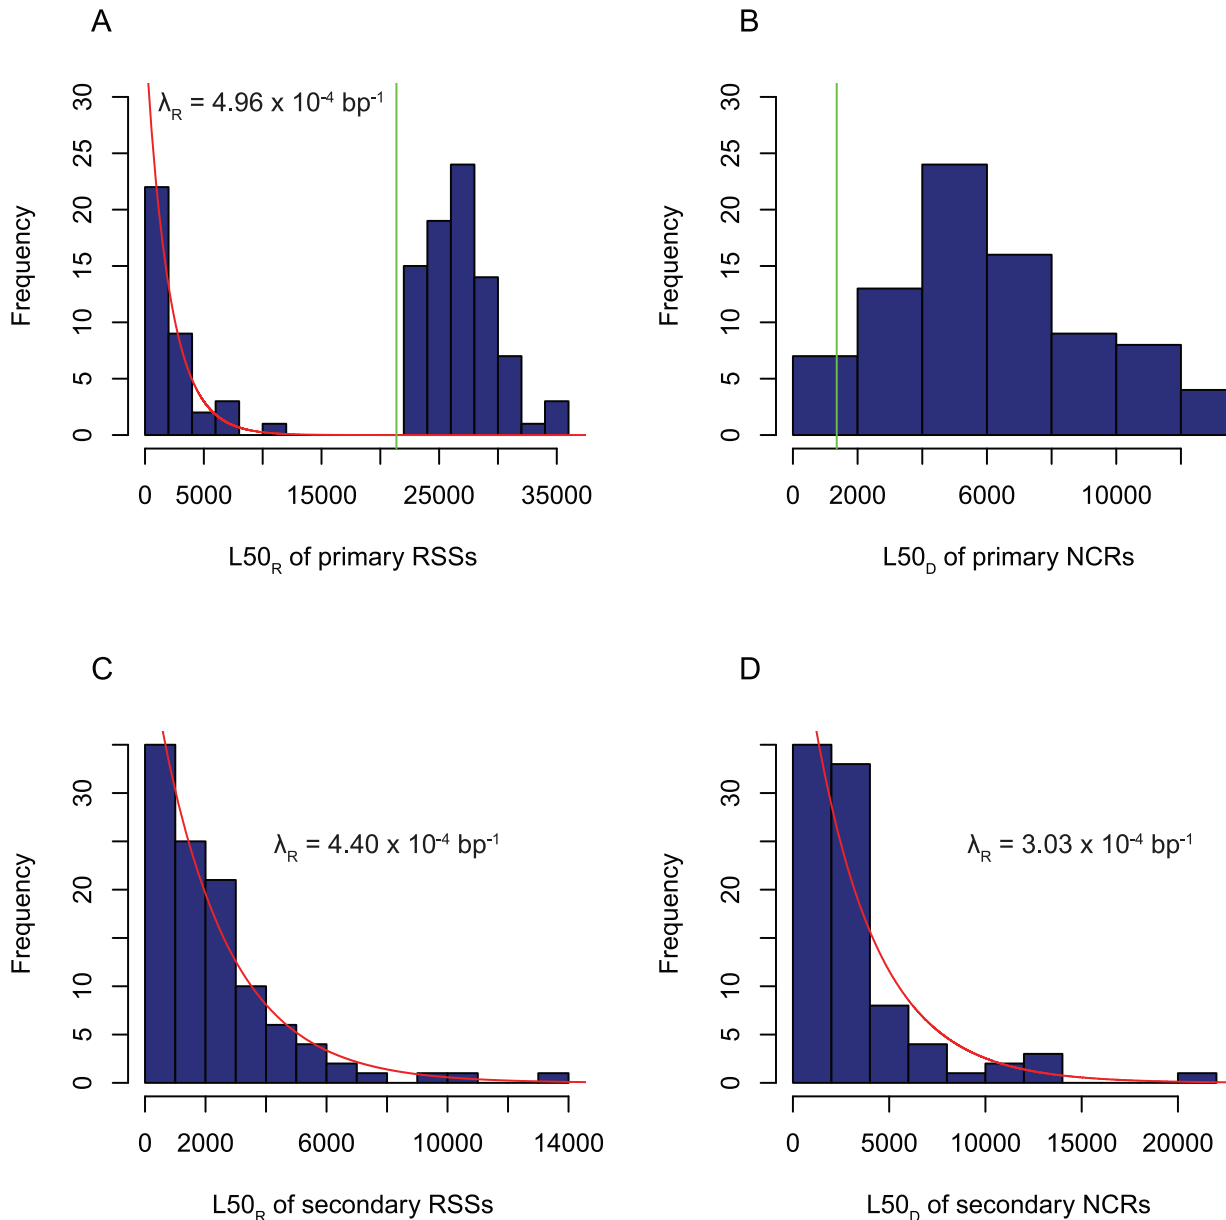 A
λR = 4.96 x 10-4 bp-1
Frequency
0 5 10 15 20 25 30
0 5000 15000 25000 35000
L50R of primary RSSs
B
Frequency
0 5 10 15 20 25 30
0 2000 6000 10000
L50D of primary NCRs
C
λR = 4.40 x 10-4 bp-1
Frequency
0 5 10 20 30
0 2000 6000 10000 14000
L50R of secondary RSSs
D
λR = 3.03 x 10-4 bp-1
Frequency
0 5 10 20 30
0 5000 10000 15000 20000
L50D of secondary NCRs